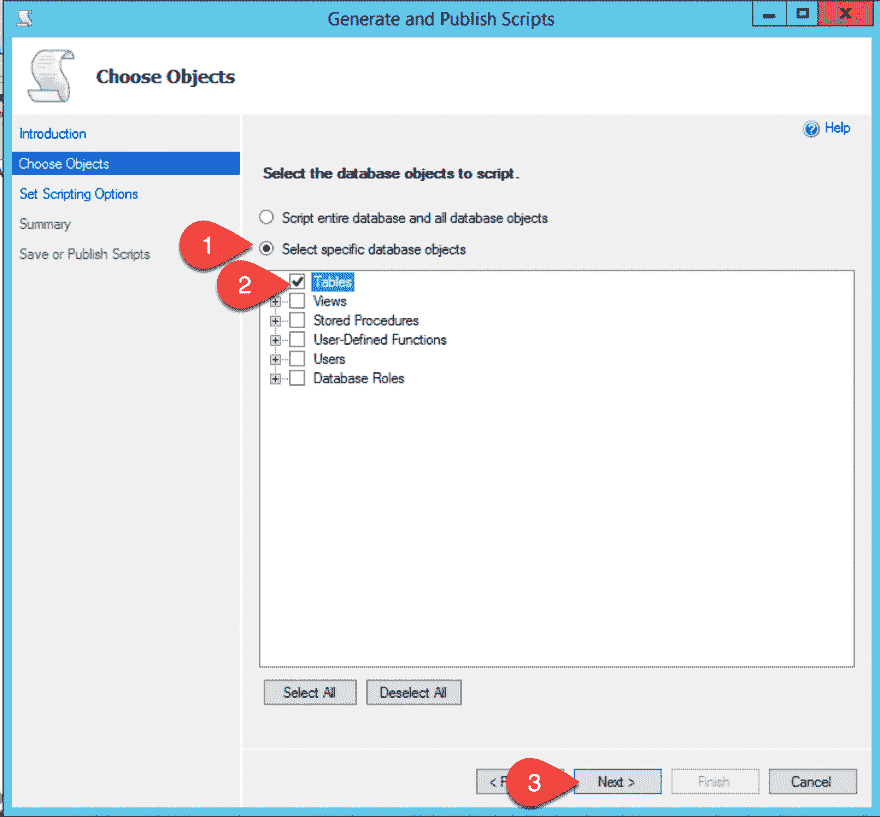 Generate and Publish Scripts
Choose Objects
Help
Introduction
Choose Objects
Set Scripting Options
Summary
Save or Publish Scripts
Select the database objects to script.
Script entire database and all database objects
1 Select specific database objects
2 Tables
Views
Stored Procedures
User-Defined Functions
Users
Database Roles
Select All Deselect All
< 3 Next > Finish Cancel